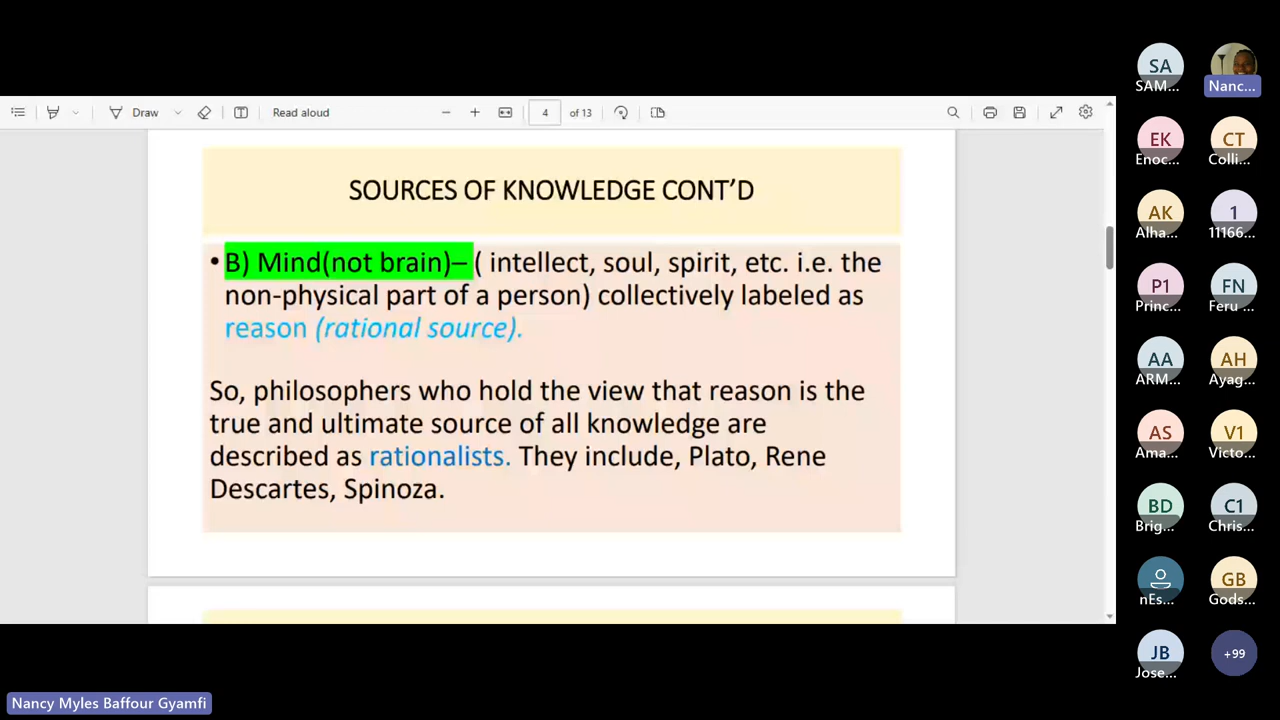 Draw
Read aloud
4 of 13
SOURCES OF KNOWLEDGE CONT'D
• B) Mind(not brain)– ( intellect, soul, spirit, etc. i.e. the
non-physical part of a person) collectively labeled as
reason (rational source).
So, philosophers who hold the view that reason is the
true and ultimate source of all knowledge are
described as rationalists. They include, Plato, Rene
Descartes, Spinoza.
SA
SAM...
Nanc...
EK
Enoc...
CT
Colli...
AK
Alha...
1
11166...
P1
Princ...
FN
Feru ...
AA
ARM...
AH
Ayag...
AS
Ama...
V1
Victo...
BD
Brig...
C1
Chris...
nEs...
GB
Gods...
JB
Jose...
+99
Nancy Myles Baffour Gyamfi